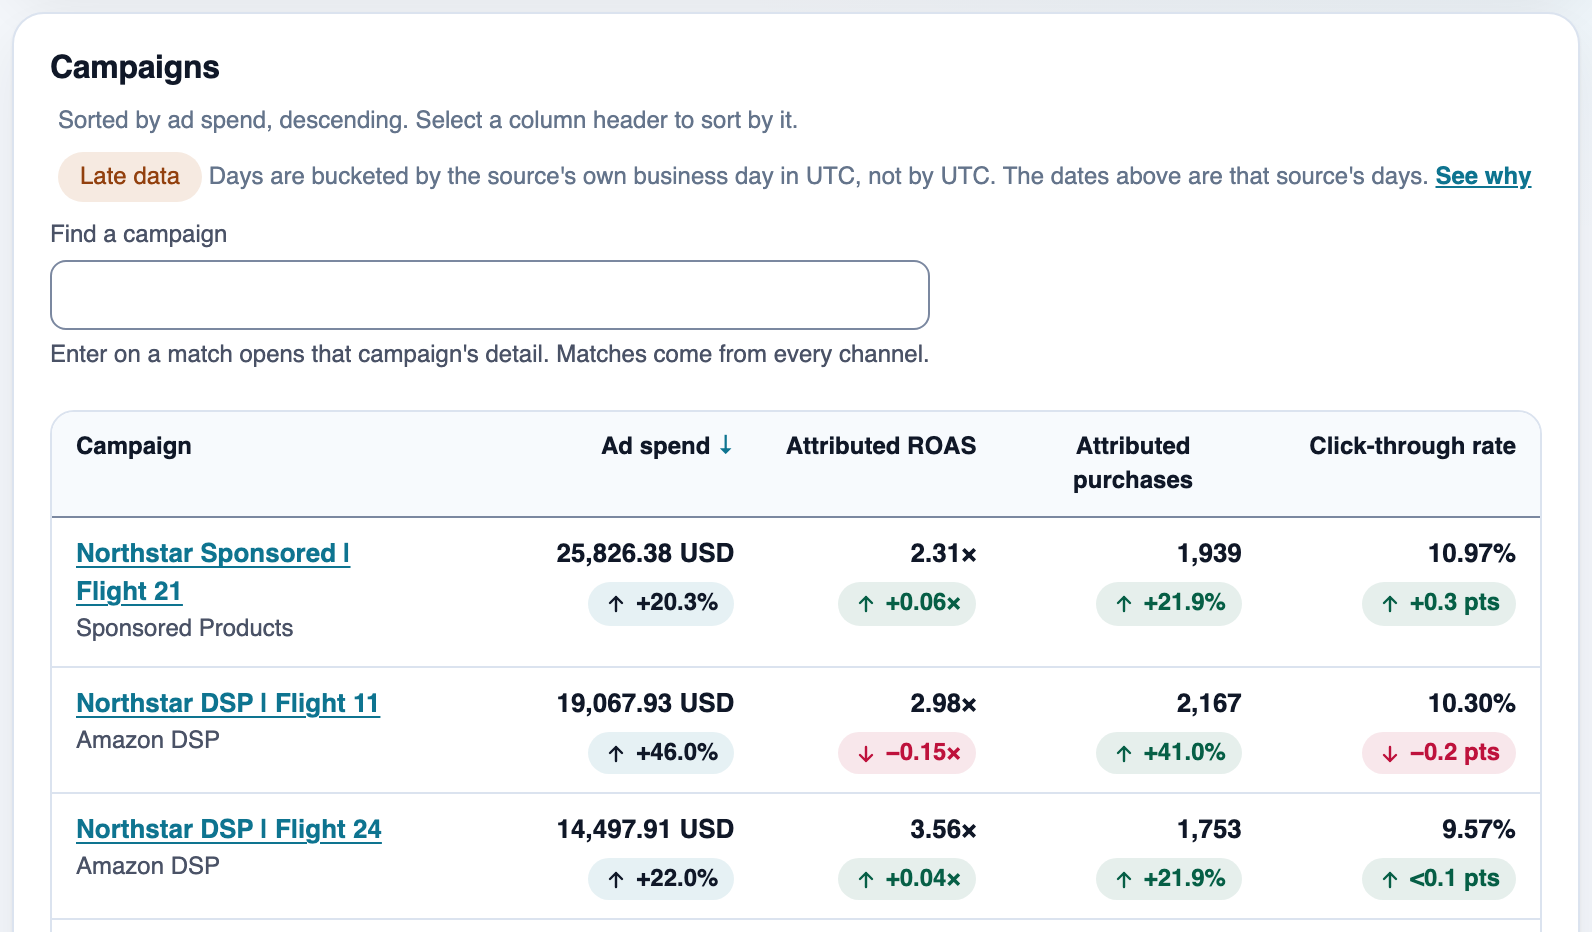 Campaigns
Sorted by ad spend, descending. Select a column header to sort by it.
Late data Days are bucketed by the source's own business day in UTC, not by UTC. The dates above are that source's days. See why
Find a campaign
Enter on a match opens that campaign's detail. Matches come from every channel.
Campaign Ad spend ↓ Attributed ROAS Attributed purchases Click-through rate
Northstar Sponsored | Flight 21
Sponsored Products
25,826.38 USD 2.31× 1,939 10.97%
↑ +20.3% ↑ +0.06× ↑ +21.9% ↑ +0.3 pts
Northstar DSP | Flight 11 19,067.93 USD 2.98× 2,167 10.30%
Amazon DSP ↑ +46.0% ↓ −0.15× ↑ +41.0% ↓ −0.2 pts
Northstar DSP | Flight 24 14,497.91 USD 3.56× 1,753 9.57%
Amazon DSP ↑ +22.0% ↑ +0.04× ↑ +21.9% ↑ <0.1 pts